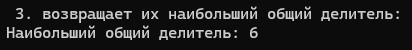 3. возвращает их наибольший общий делитель:
Наибольший общий делитель: 6